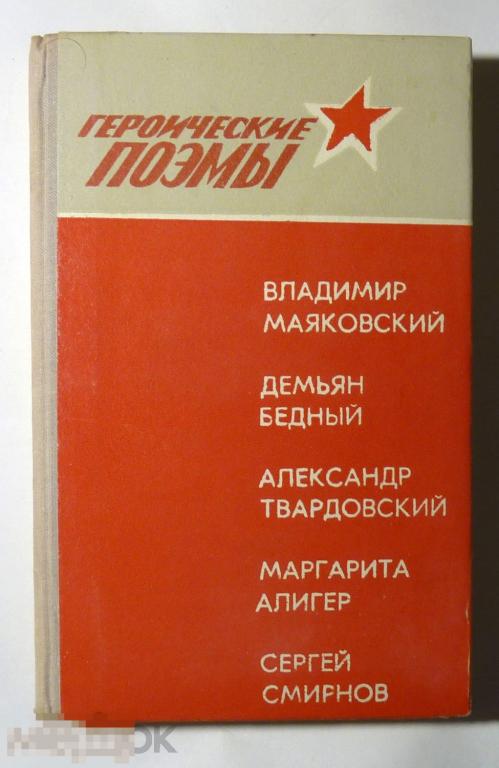 ГЕРОИЧЕСКИЕ
ПОЭМЫ
ВЛАДИМИР
МАЯКОВСКИЙ
ДЕМЬЯН
БЕДНЫЙ
АЛЕКСАНДР
ТВАРДОВСКИЙ
МАРГАРИТА
АЛИГЕР
СЕРГЕЙ
СМИРНОВ